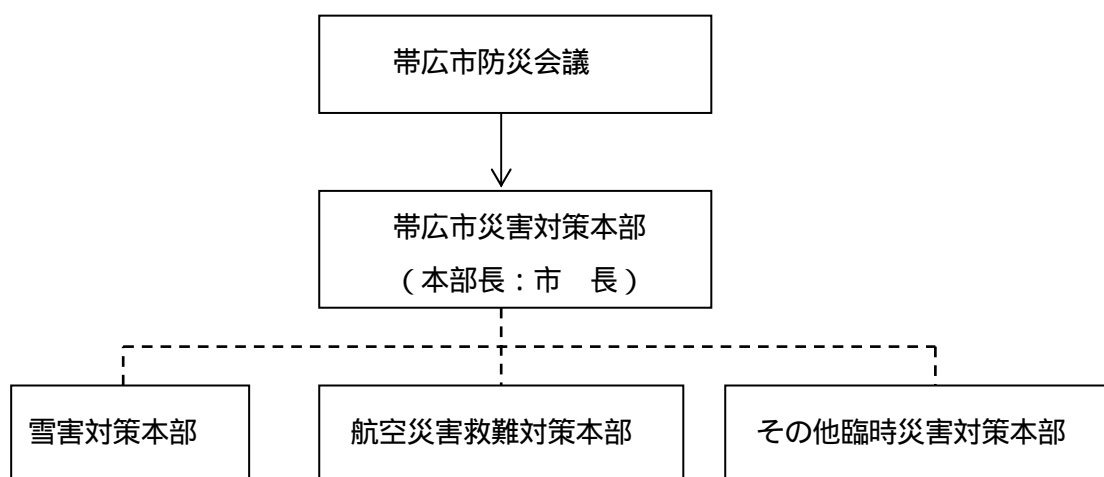 帯広市防災会議
帯広市災害対策本部
（本部長：市　長）
雪害対策本部
航空災害救難対策本部
その他臨時災害対策本部